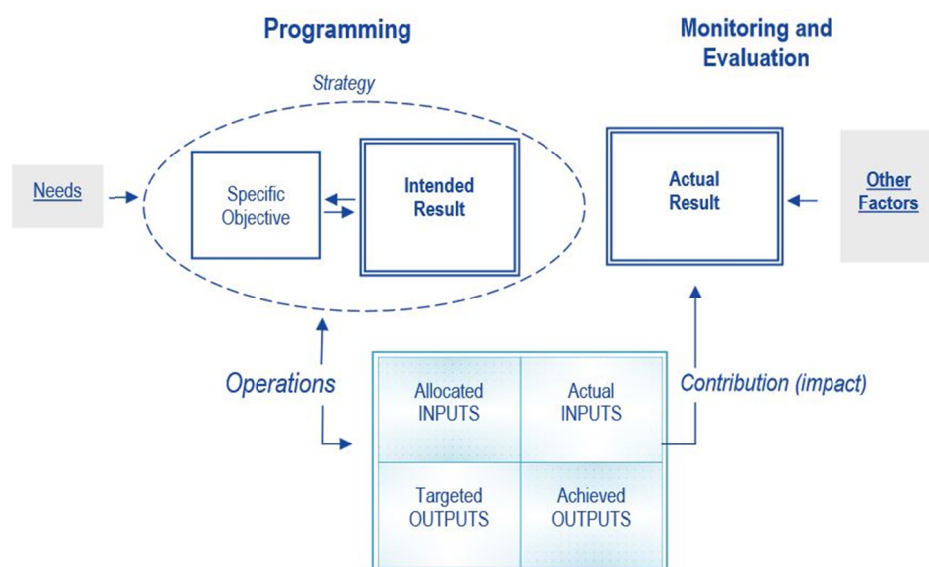 Programming
Monitoring and
Evaluation
Strategy
Needs
Specific
Objective
Intended
Result
Actual
Result
Other
Factors
Operations
Allocated
INPUTS
Actual
INPUTS
Contribution (impact)
Targeted
OUTPUTS
Achieved
OUTPUTS